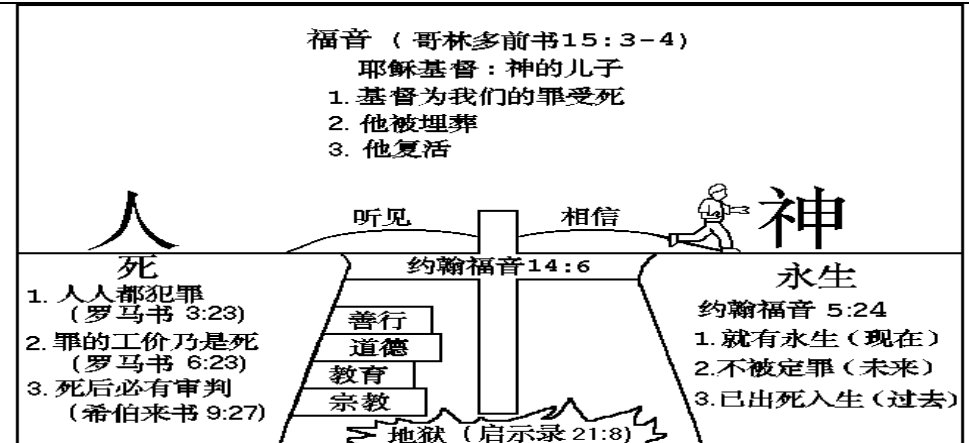 福音 ( 哥林多前书15:3-4)
耶稣基督:神的儿子
1. 基督为我们的罪受死
2. 他被埋葬
3. 他复活
人
听见
相信
神
约翰福音14:6
死
1. 人人都犯罪
(罗马书 3:23)
2. 罪的工价乃是死
(罗马书 6:23)
3. 死后必有审判
(希伯来书 9:27)
善行
道德
教育
宗教
地狱 (启示录 21:8)
永生
约翰福音 5:24
1. 就有永生(现在)
2.不被定罪(未来)
3.已出死入生(过去)